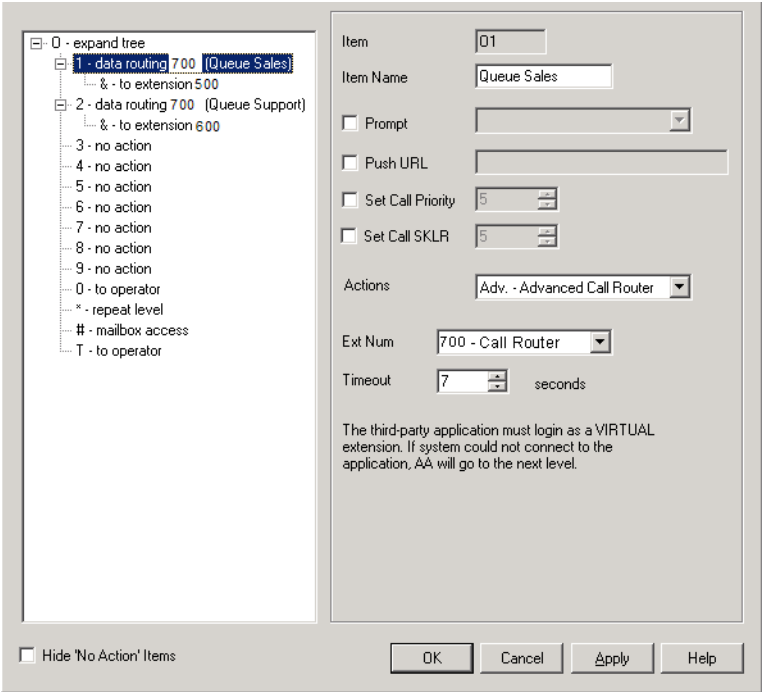 0 - expand tree
1 - data routing 700 (Queue Sales)
& - to extension 500
2 - data routing 700 (Queue Support)
& - to extension 600
3 - no action
4 - no action
5 - no action
6 - no action
7 - no action
8 - no action
9 - no action
0 - to operator
* - repeat level
# - mailbox access
T - to operator
Item 01
Item Name Queue Sales
Prompt
Push URL
Set Call Priority 5
Set Call SKLR 5
Actions Adv. - Advanced Call Router
Ext Num 700 - Call Router
Timeout 7 seconds
The third-party application must login as a VIRTUAL
extension. If system could not connect to the
application, AA will go to the next level.
Hide 'No Action' Items
OK Cancel Apply Help